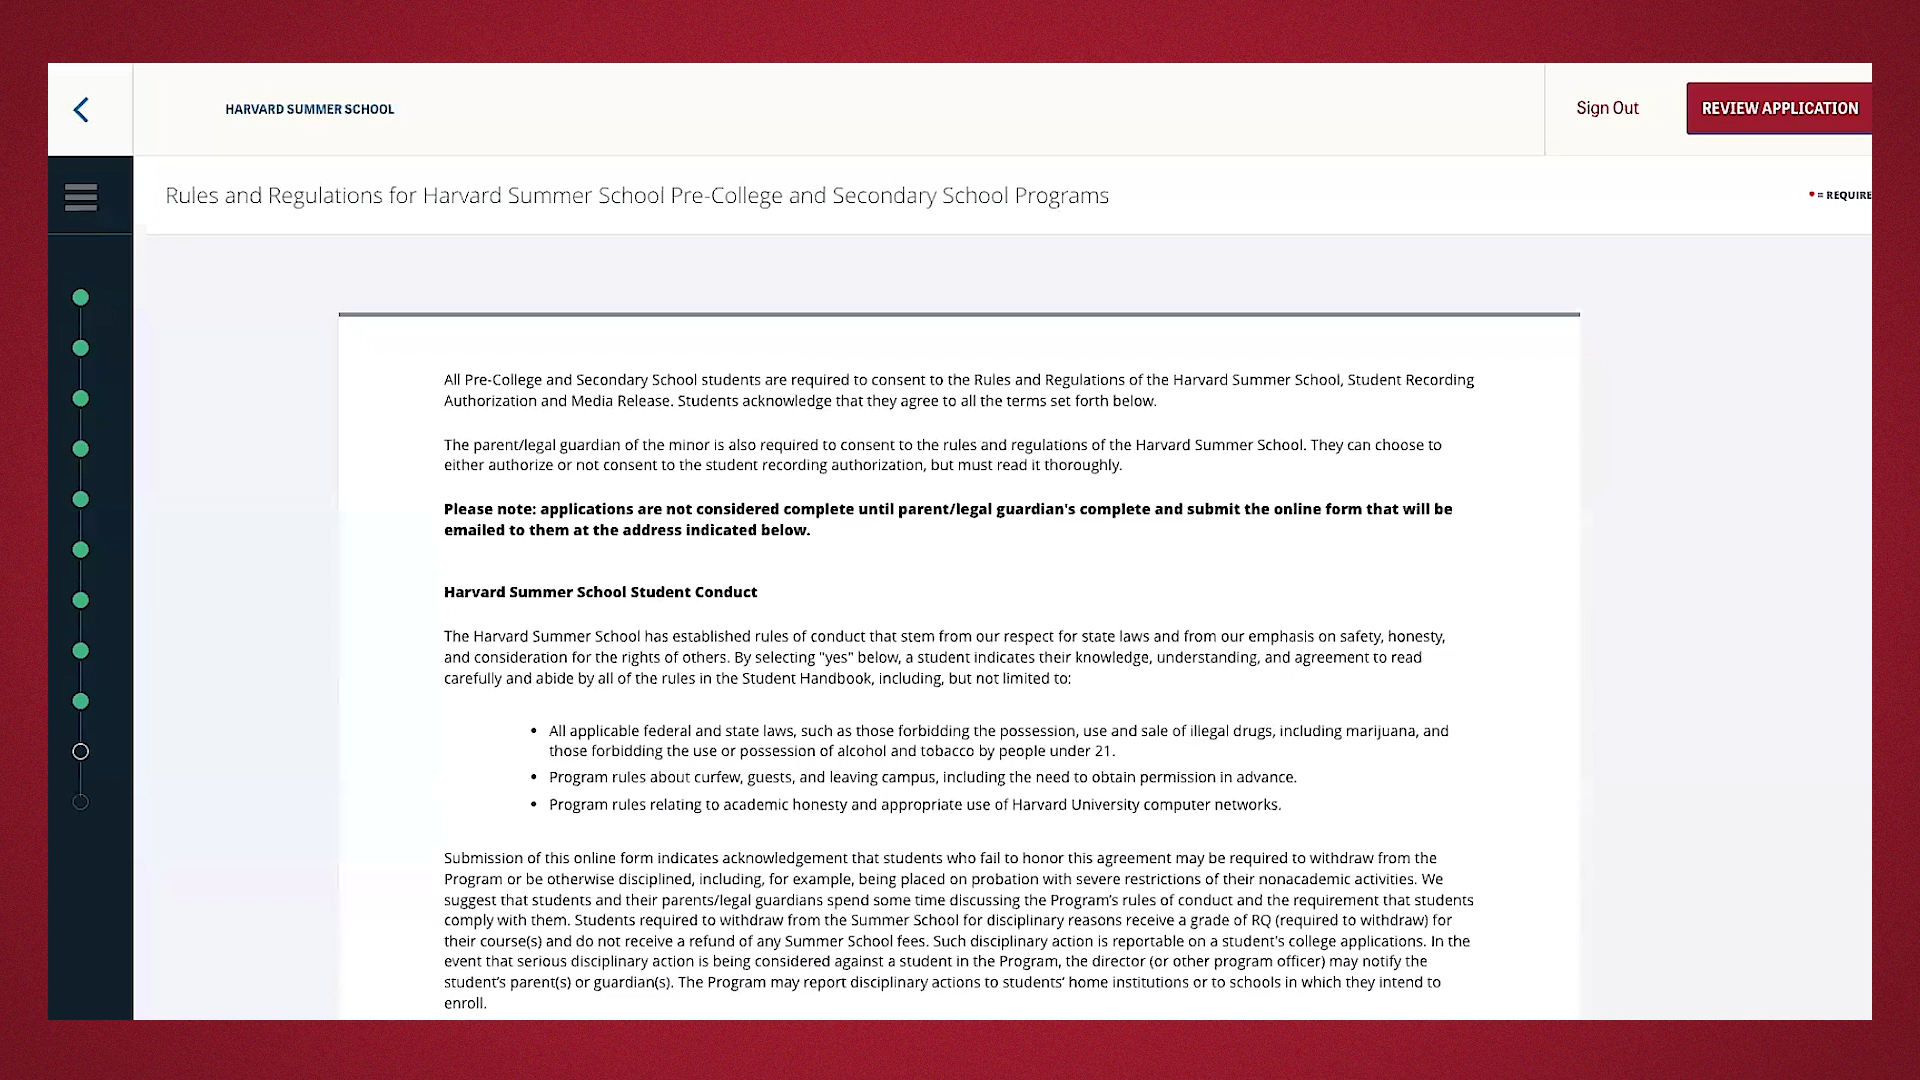 HARVARD SUMMER SCHOOL
Sign Out
REVIEW APPLICATION
Rules and Regulations for Harvard Summer School Pre-College and Secondary School Programs
* = REQUIRE
All Pre-College and Secondary School students are required to consent to the Rules and Regulations of the Harvard Summer School, Student Recording
Authorization and Media Release. Students acknowledge that they agree to all the terms set forth below.
The parent/legal guardian of the minor is also required to consent to the rules and regulations of the Harvard Summer School. They can choose to
either authorize or not consent to the student recording authorization, but must read it thoroughly.
Please note: applications are not considered complete until parent/legal guardian's complete and submit the online form that will be
emailed to them at the address indicated below.
Harvard Summer School Student Conduct
The Harvard Summer School has established rules of conduct that stem from our respect for state laws and from our emphasis on safety, honesty,
and consideration for the rights of others. By selecting "yes" below, a student indicates their knowledge, understanding, and agreement to read
carefully and abide by all of the rules in the Student Handbook, including, but not limited to:
• All applicable federal and state laws, such as those forbidding the possession, use and sale of illegal drugs, including marijuana, and
those forbidding the use or possession of alcohol and tobacco by people under 21.
• Program rules about curfew, guests, and leaving campus, including the need to obtain permission in advance.
• Program rules relating to academic honesty and appropriate use of Harvard University computer networks.
Submission of this online form indicates acknowledgement that students who fail to honor this agreement may be required to withdraw from the
Program or be otherwise disciplined, including, for example, being placed on probation with severe restrictions of their nonacademic activities. We
suggest that students and their parents/legal guardians spend some time discussing the Program's rules of conduct and the requirement that students
comply with them. Students required to withdraw from the Summer School for disciplinary reasons receive a grade of RQ (required to withdraw) for
their course(s) and do not receive a refund of any Summer School fees. Such disciplinary action is reportable on a student's college applications. In the
event that serious disciplinary action is being considered against a student in the Program, the director (or other program officer) may notify the
student's parent(s) or guardian(s). The Program may report disciplinary actions to students' home institutions or to schools in which they intend to
enroll.